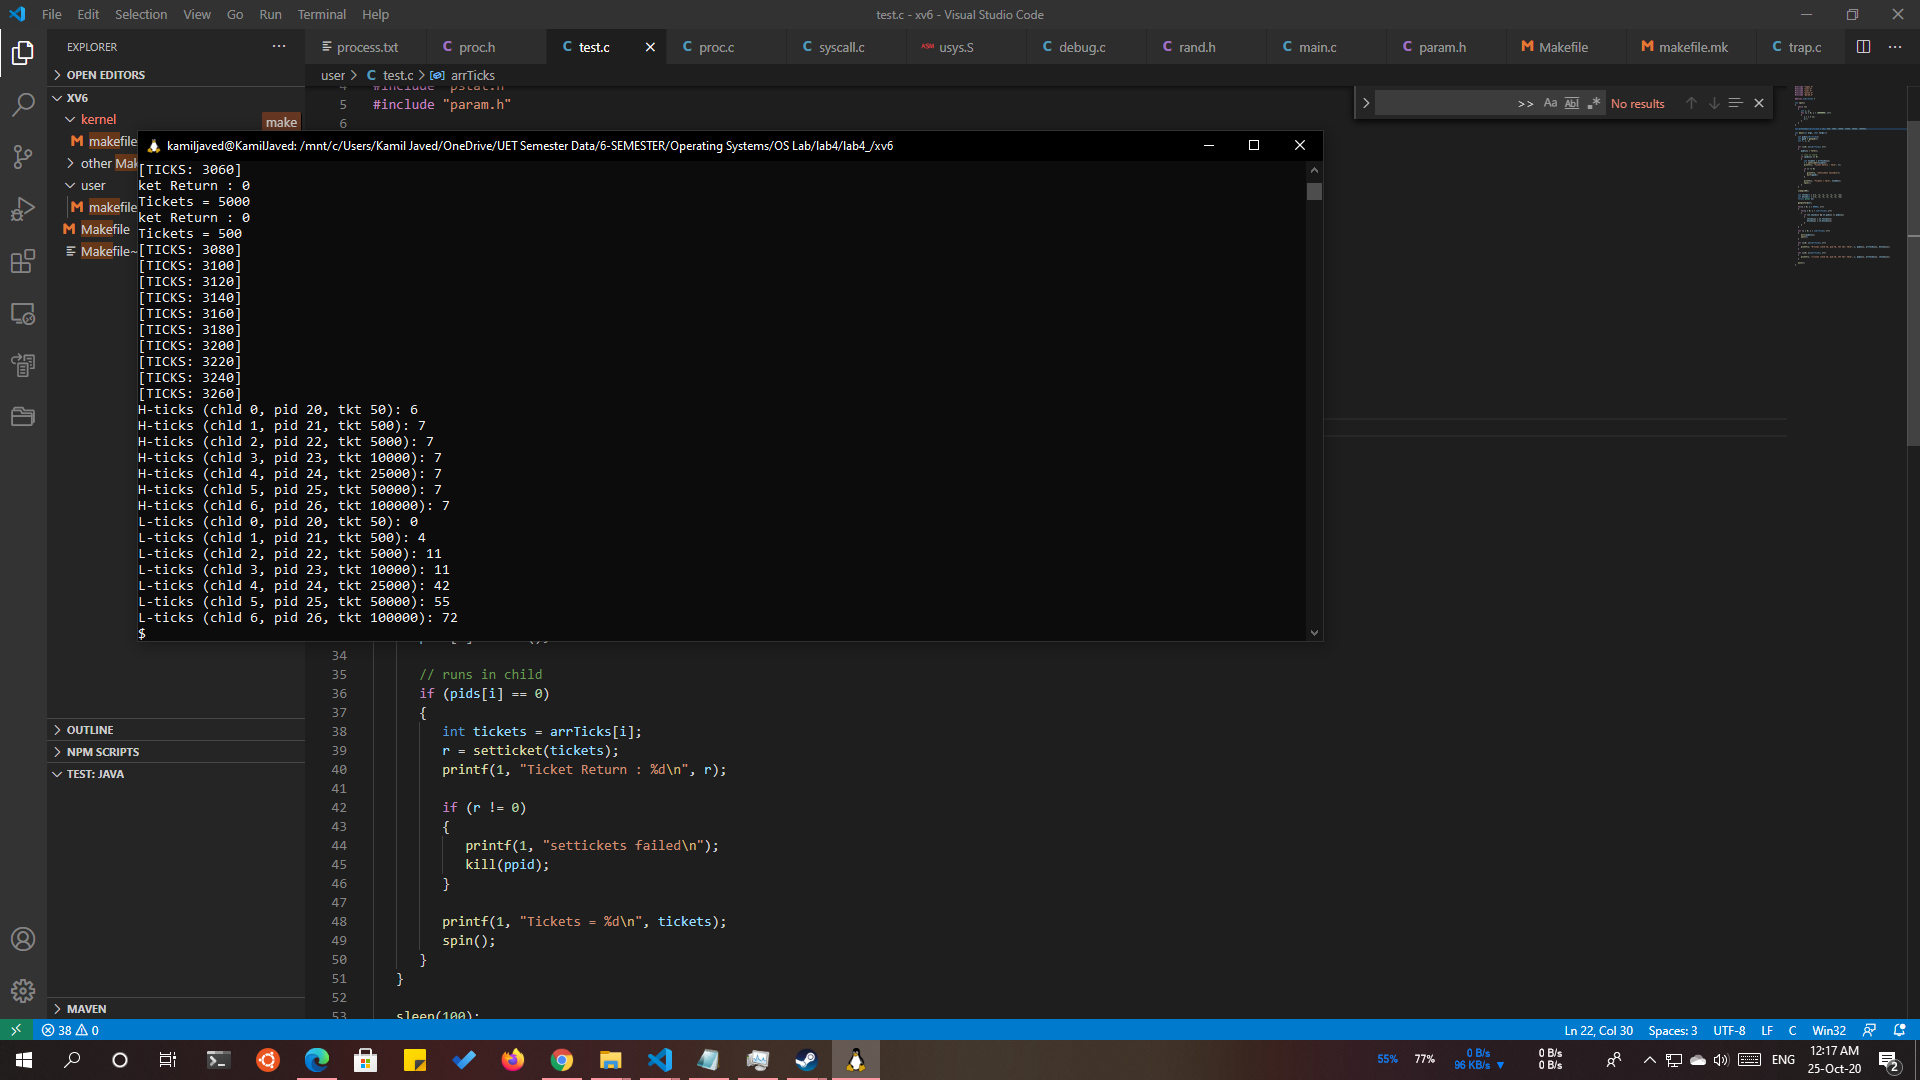 File Edit Selection View Go Run Terminal Help
test.c - xv6 - Visual Studio Code
EXPLORER
process.txt
C proc.h
C test.c
C proc.c
C syscall.c
usys.S
C debug.c
C rand.h
C main.c
C param.h
M Makefile
M makefile.mk
C trap.c
OPEN EDITORS
user > C test.c > arrTicks
XV6
kernel
make
M makefile
other Mak
user
M makefile
M Makefile
Makefile~
4 #include "pstat.h"
5 #include "param.h"
6
>> Aa Abl .* No results
kamiljaved@KamilJaved: /mnt/c/Users/Kamil Javed/OneDrive/UET Semester Data/6-SEMESTER/Operating Systems/OS Lab/lab4/lab4_/xv6
[TICKS: 3060]
ket Return : 0
Tickets = 5000
ket Return : 0
Tickets = 500
[TICKS: 3080]
[TICKS: 3100]
[TICKS: 3120]
[TICKS: 3140]
[TICKS: 3160]
[TICKS: 3180]
[TICKS: 3200]
[TICKS: 3220]
[TICKS: 3240]
[TICKS: 3260]
H-ticks (chld 0, pid 20, tkt 50): 6
H-ticks (chld 1, pid 21, tkt 500): 7
H-ticks (chld 2, pid 22, tkt 5000): 7
H-ticks (chld 3, pid 23, tkt 10000): 7
H-ticks (chld 4, pid 24, tkt 25000): 7
H-ticks (chld 5, pid 25, tkt 50000): 7
H-ticks (chld 6, pid 26, tkt 100000): 7
L-ticks (chld 0, pid 20, tkt 50): 0
L-ticks (chld 1, pid 21, tkt 500): 4
L-ticks (chld 2, pid 22, tkt 5000): 11
L-ticks (chld 3, pid 23, tkt 10000): 11
L-ticks (chld 4, pid 24, tkt 25000): 42
L-ticks (chld 5, pid 25, tkt 50000): 55
L-ticks (chld 6, pid 26, tkt 100000): 72
$
34
35 // runs in child
36 if (pids[i] == 0)
37 {
38 int tickets = arrTicks[i];
39 r = setticket(tickets);
40 printf(1, "Ticket Return : %d\n", r);
41
42 if (r != 0)
43 {
44 printf(1, "settickets failed\n");
45 kill(ppid);
46 }
47
48 printf(1, "Tickets = %d\n", tickets);
49 spin();
50 }
51 }
52
53 sleep(100);
OUTLINE
NPM SCRIPTS
TEST: JAVA
MAVEN
38 0
Ln 22, Col 30 Spaces: 3 UTF-8 LF C Win32
55% 77%
0 B/s
96 KB/s
0 B/s
0 B/s
ENG
12:17 AM
25-Oct-20
2